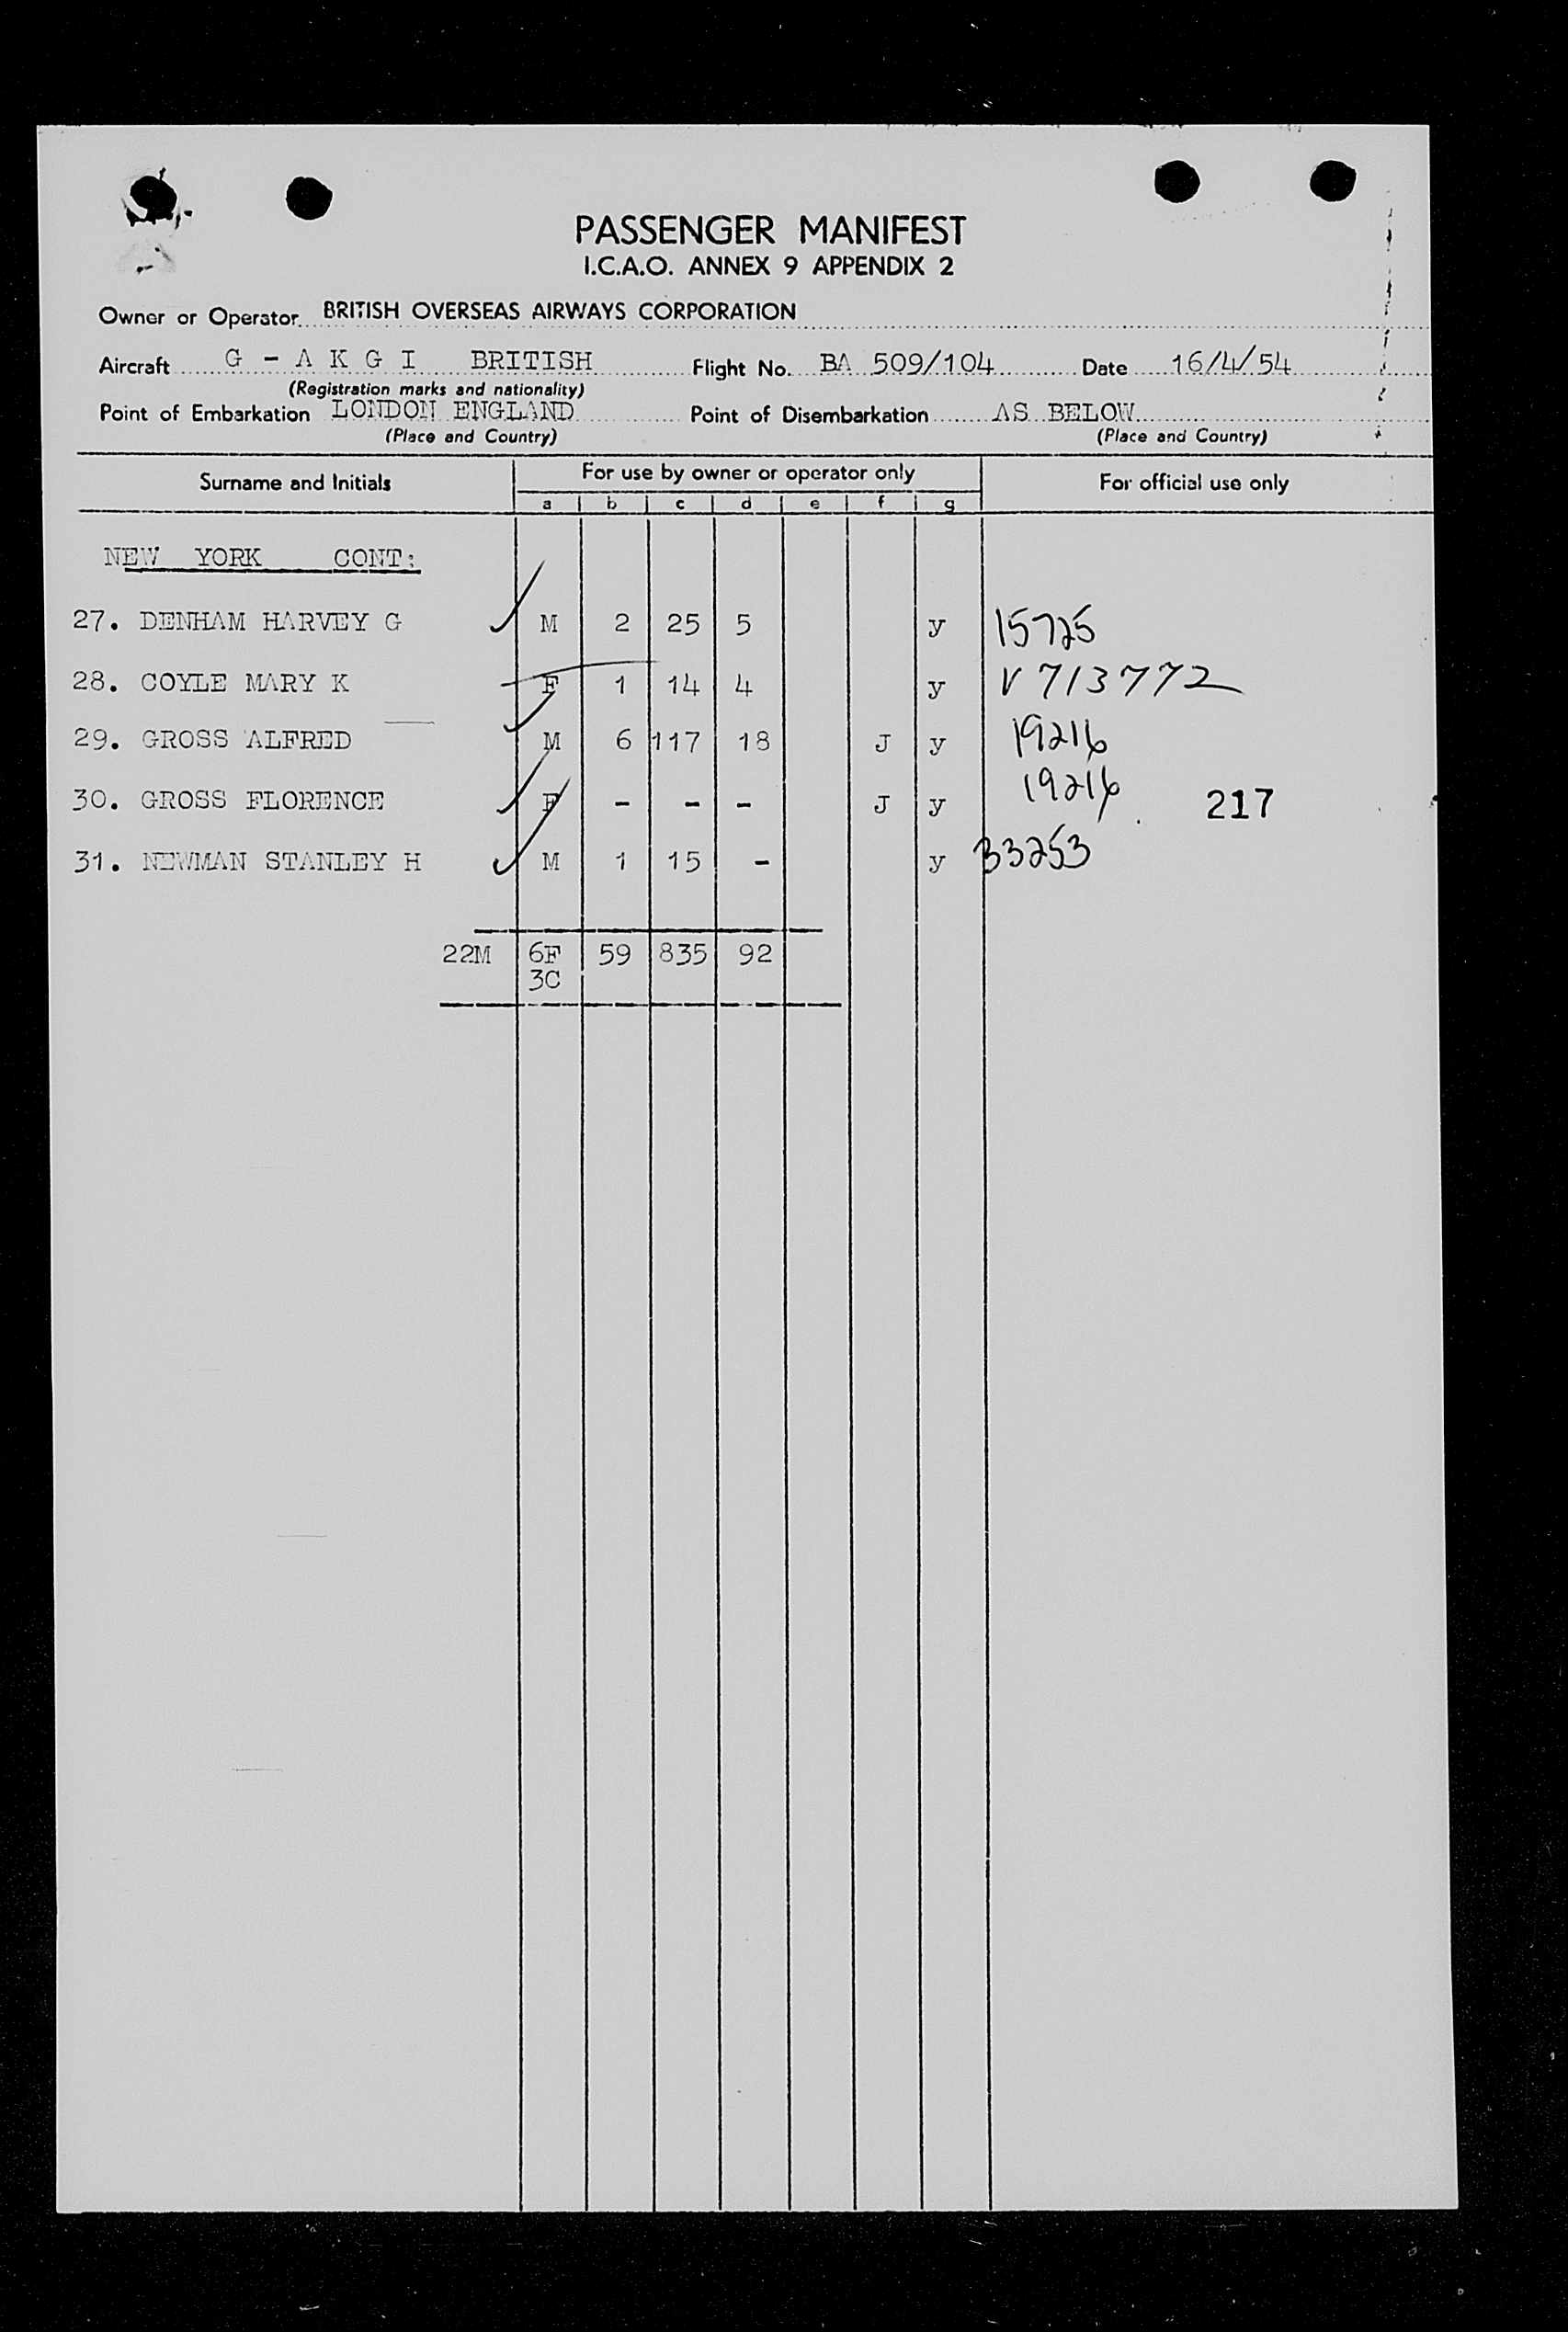 PASSENGER MANIFEST
I.C.A.O. ANNEX 9 APPENDIX 2
Owner or Operator BRITISH OVERSEAS AIRWAYS CORPORATION
Aircraft G - A K G I BRITISH Flight No. BA 509/104 Date 16/4/54
(Registration marks and nationality)
Point of Embarkation LONDON ENGLAND Point of Disembarkation AS BELOW
(Place and Country) (Place and Country)
Surname and Initials For use by owner or operator only For official use only
a b c d e f g
NEW YORK CONT:
27. DENHAM HARVEY G M 2 25 5 y 15725
28. COYLE MARY K F 1 14 4 y V 713772
29. GROSS ALFRED M 6 117 18 J y 19216
30. GROSS FLORENCE F - - - J y 19216 217
31. NEWMAN STANLEY H M 1 15 - y 33253
22M 6F 59 835 92
3C